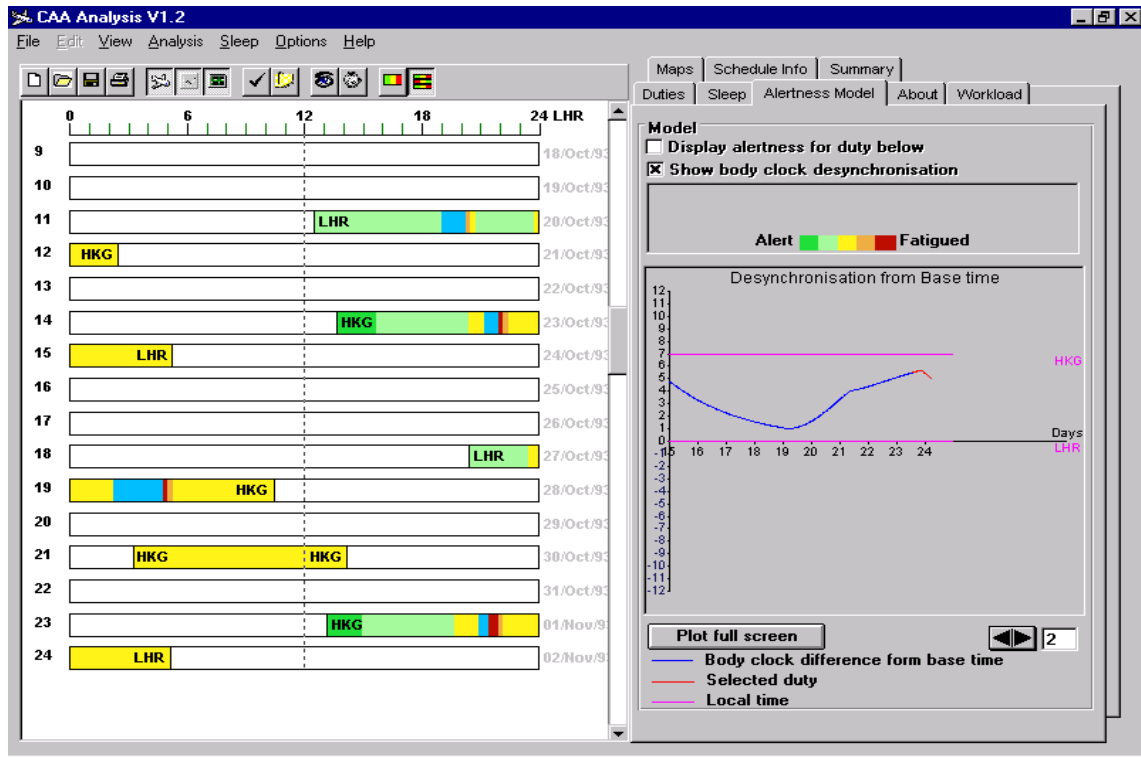 CAA Analysis V1.2
File Edit View Analysis Sleep Options Help
0 6 12 18 24 LHR
9 18/Oct/93
10 19/Oct/93
11 LHR 20/Oct/93
12 HKG 21/Oct/93
13 22/Oct/93
14 HKG 23/Oct/93
15 LHR 24/Oct/93
16 25/Oct/93
17 26/Oct/93
18 LHR 27/Oct/93
19 HKG 28/Oct/93
20 29/Oct/93
21 HKG HKG 30/Oct/93
22 31/Oct/93
23 HKG 01/Nov/9
24 LHR 02/Nov/9
Maps Schedule Info Summary
Duties Sleep Alertness Model About Workload
Model
Display alertness for duty below
Show body clock desynchronisation
Alert Fatigued
Desynchronisation from Base time
12
11
10
9
8
7
6 HKG
5
4
3
2
1 Days
0 LHR
-1 15 16 17 18 19 20 21 22 23 24
-2
-3
-4
-5
-6
-7
-8
-9
-10
-11
-12
Plot full screen 2
Body clock difference form base time
Selected duty
Local time